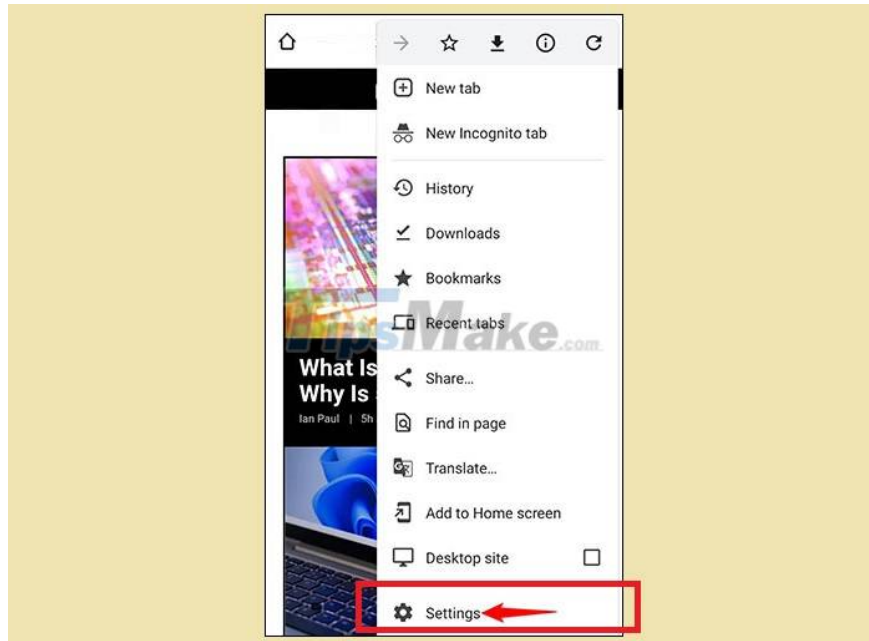 New tab
New Incognito tab
History
Downloads
Bookmarks
Recent tabs
TipsMake.com
What Is
Why Is
Ian Paul | 5h
Share...
Find in page
Translate...
Add to Home screen
Desktop site
Settings